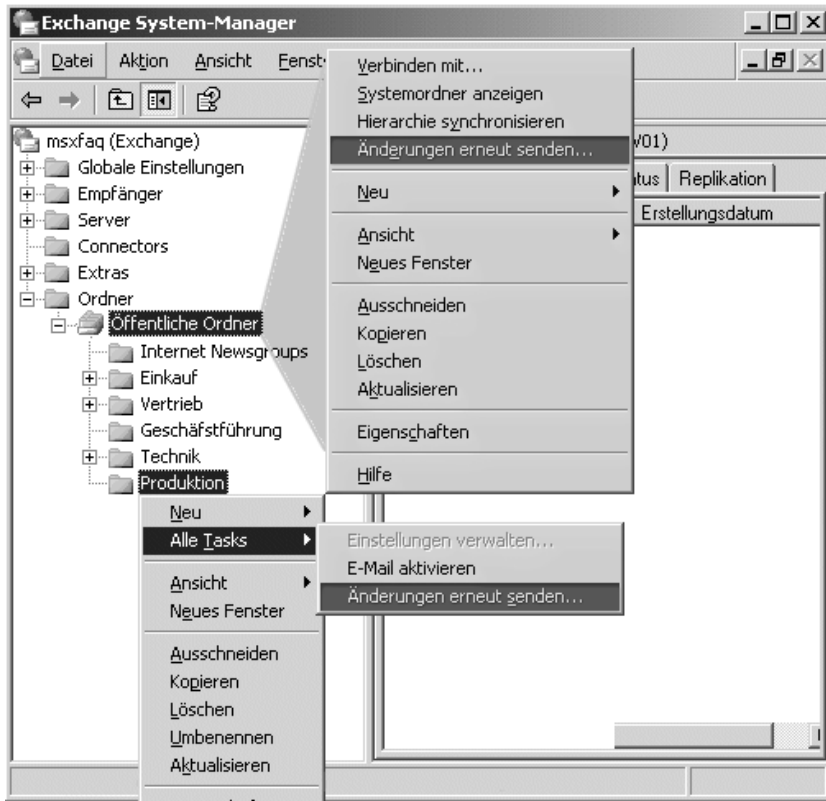 Exchange System-Manager
Datei Aktion Ansicht Fenst
msxfaq (Exchange)
Globale Einstellungen
Empfänger
Server
Connectors
Extras
Ordner
Öffentliche Ordner
Internet Newsgroups
Einkauf
Vertrieb
Geschäfstführung
Technik
Produktion
Verbinden mit...
Systemordner anzeigen
Hierarchie synchronisieren
Änderungen erneut senden...
Neu
Ansicht
Neues Fenster
Ausschneiden
Kopieren
Löschen
Aktualisieren
Eigenschaften
Hilfe
V01)
tus Replikation
Erstellungsdatum
Neu
Alle Tasks
Ansicht
Neues Fenster
Ausschneiden
Kopieren
Löschen
Umbenennen
Aktualisieren
Einstellungen verwalten...
E-Mail aktivieren
Änderungen erneut senden...